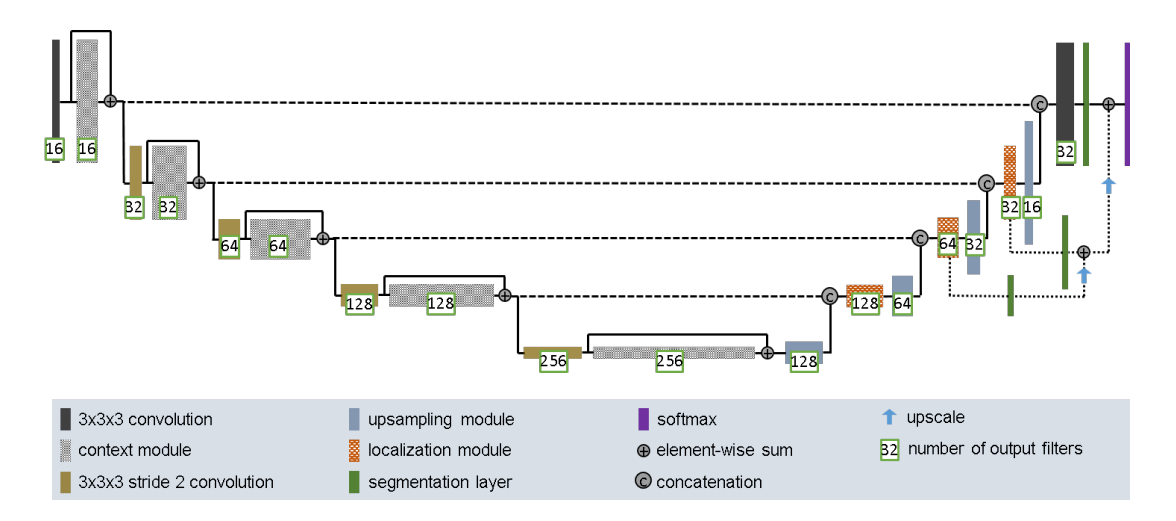 C
16
16
32
C
32
32
32
16
C
64
64
64
32
C
128
128
128
64
256
256
128
3x3x3 convolution
upsampling module
softmax
upscale
context module
localization module
element-wise sum
32
number of output filters
3x3x3 stride 2 convolution
segmentation layer
C
concatenation